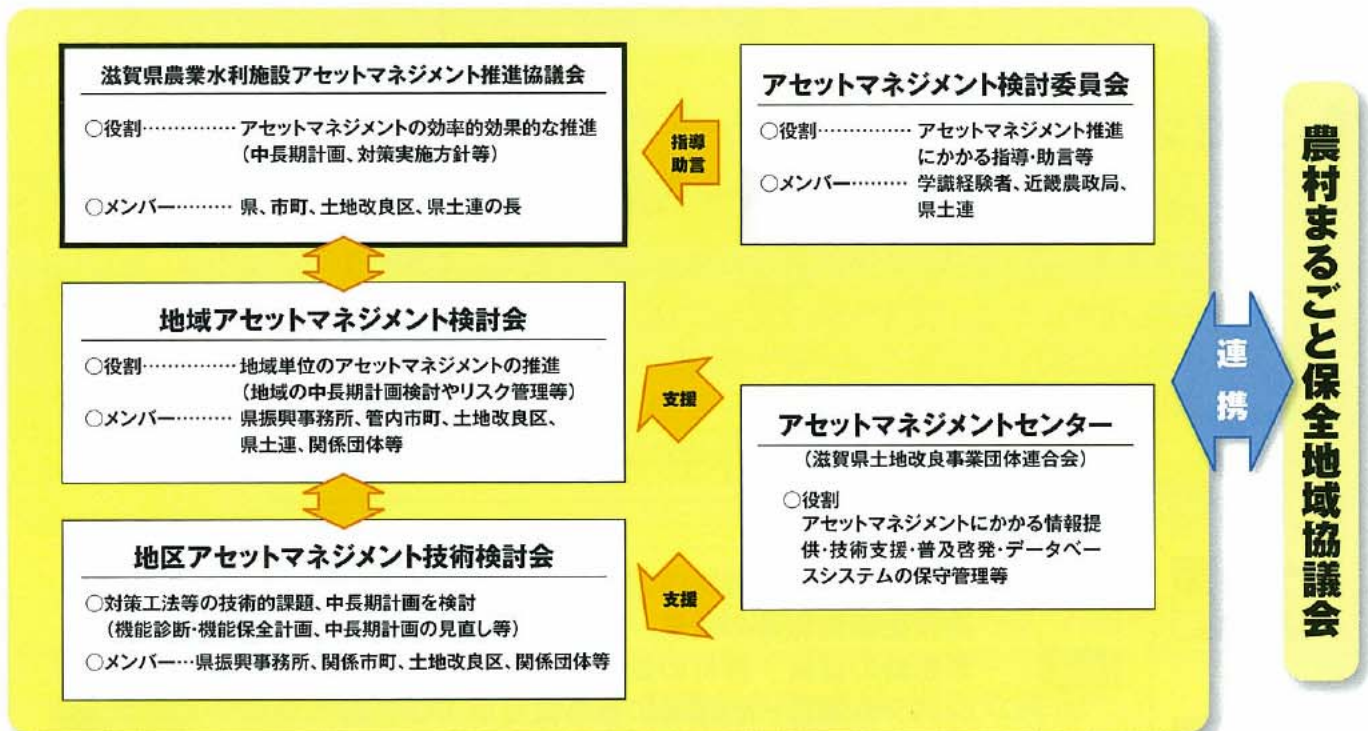 滋賀県農業水利施設アセットマネジメント推進協議会
○役割……………アセットマネジメントの効率的効果的な推進
(中長期計画、対策実施方針等)
○メンバー………県、市町、土地改良区、県土連の長
指導
助言
アセットマネジメント検討委員会
○役割……………アセットマネジメント推進
にかかる指導・助言等
○メンバー………学識経験者、近畿農政局、
県土連
地域アセットマネジメント検討会
○役割……………地域単位のアセットマネジメントの推進
(地域の中長期計画検討やリスク管理等)
○メンバー………県振興事務所、管内市町、土地改良区、
県土連、関係団体等
支援
アセットマネジメントセンター
(滋賀県土地改良事業団体連合会)
○役割
アセットマネジメントにかかる情報提
供・技術支援・普及啓発・データベー
スシステムの保守管理等
地区アセットマネジメント技術検討会
○対策工法等の技術的課題、中長期計画を検討
(機能診断・機能保全計画、中長期計画の見直し等)
○メンバー…県振興事務所、関係市町、土地改良区、関係団体等
支援
連携
農村まるごと保全地域協議会